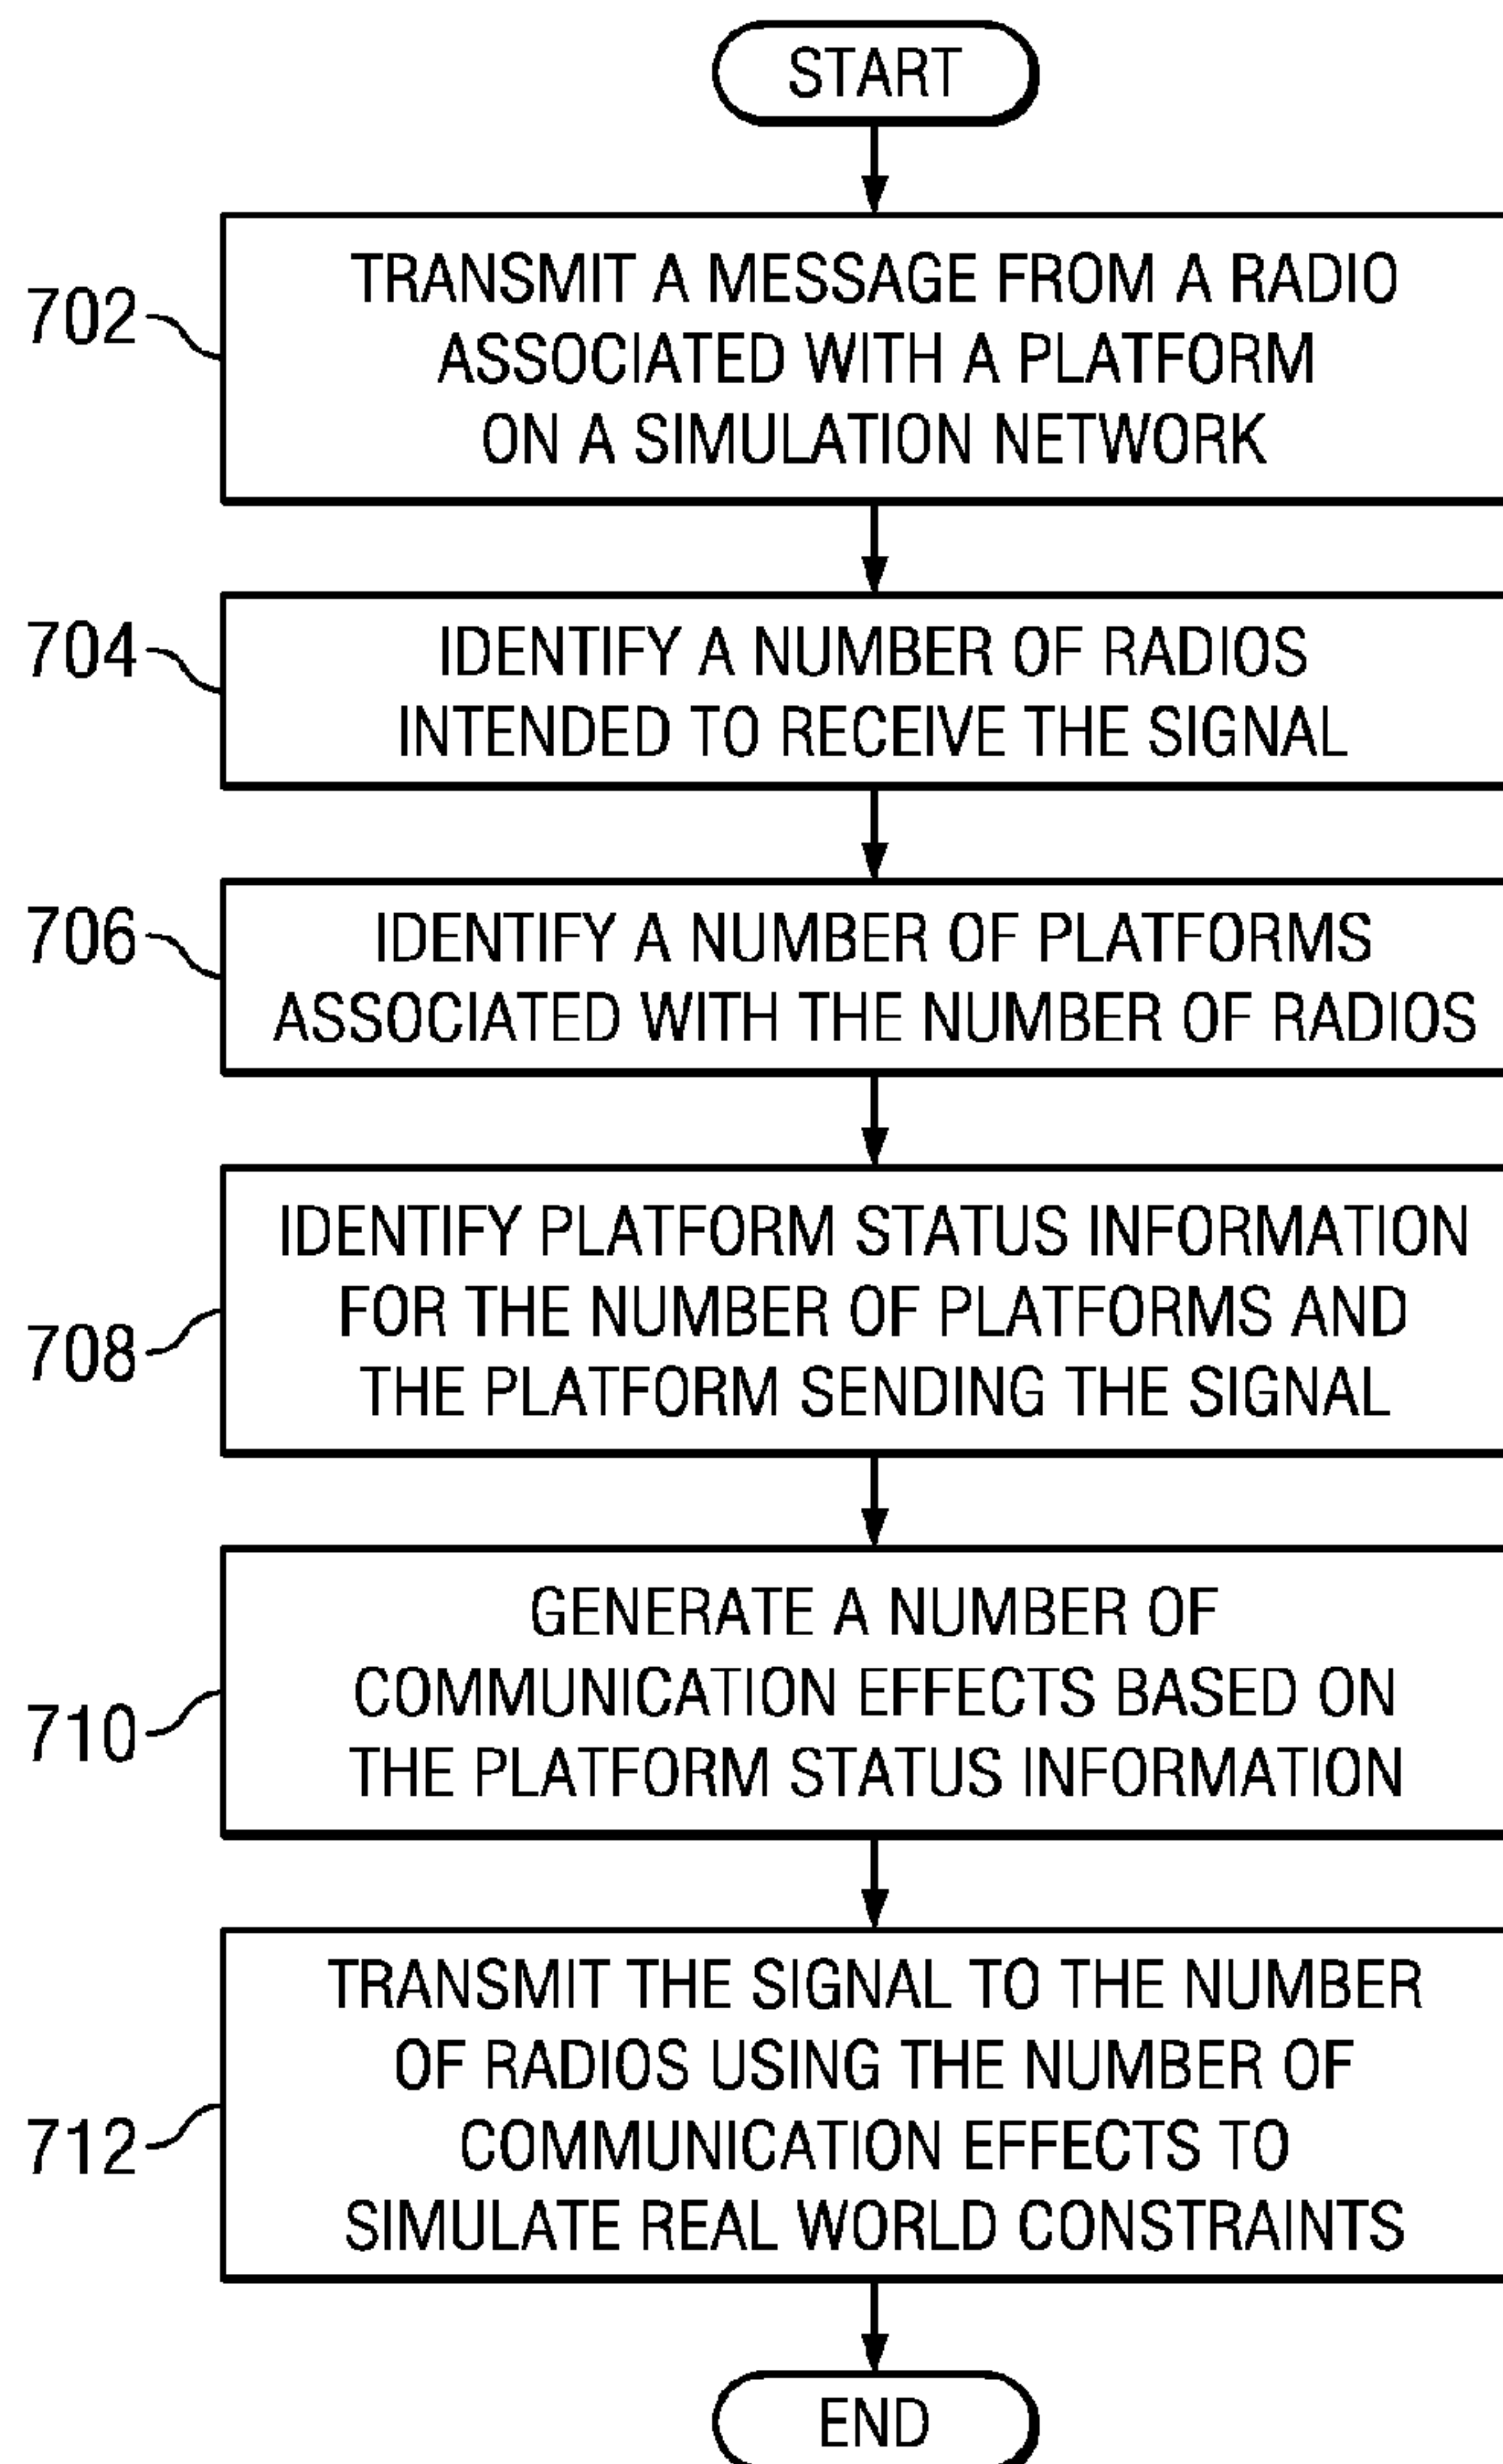 START
702
TRANSMIT A MESSAGE FROM A RADIO
ASSOCIATED WITH A PLATFORM
ON A SIMULATION NETWORK
704
IDENTIFY A NUMBER OF RADIOS
INTENDED TO RECEIVE THE SIGNAL
706
IDENTIFY A NUMBER OF PLATFORMS
ASSOCIATED WITH THE NUMBER OF RADIOS
708
IDENTIFY PLATFORM STATUS INFORMATION
FOR THE NUMBER OF PLATFORMS AND
THE PLATFORM SENDING THE SIGNAL
710
GENERATE A NUMBER OF
COMMUNICATION EFFECTS BASED ON
THE PLATFORM STATUS INFORMATION
712
TRANSMIT THE SIGNAL TO THE NUMBER
OF RADIOS USING THE NUMBER OF
COMMUNICATION EFFECTS TO
SIMULATE REAL WORLD CONSTRAINTS
END